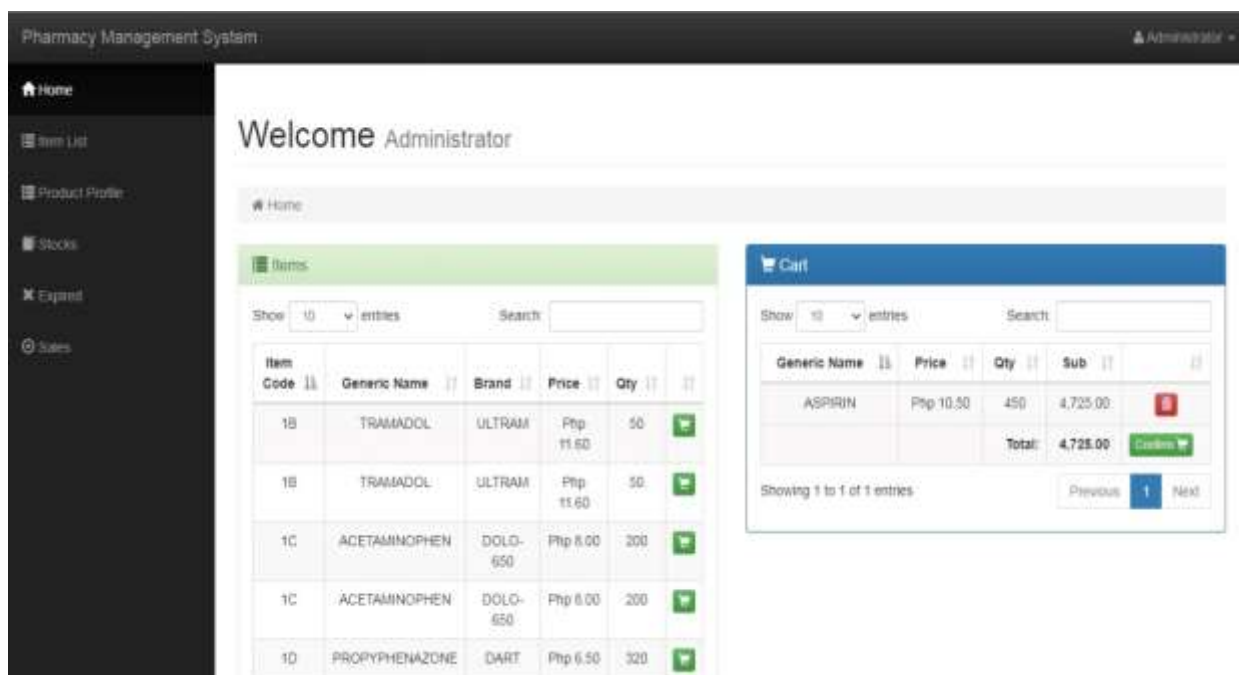 Pharmacy Management System
Administrator
Home
Item List
Product Profile
Stocks
Expired
Sales
Welcome Administrator
Home
Items
Show 10 entries Search:
Item Code Generic Name Brand Price Qty
1B TRAMADOL ULTRAM Php 11.60 50
1B TRAMADOL ULTRAM Php 11.60 50
1C ACETAMINOPHEN DOLO-650 Php 8.00 200
1C ACETAMINOPHEN DOLO-650 Php 8.00 200
1D PROPYPHENAZONE DART Php 6.50 320
Cart
Show 10 entries Search:
Generic Name Price Qty Sub
ASPIRIN Php 10.50 450 4,725.00
Total: 4,725.00 Confirm
Showing 1 to 1 of 1 entries
Previous 1 Next